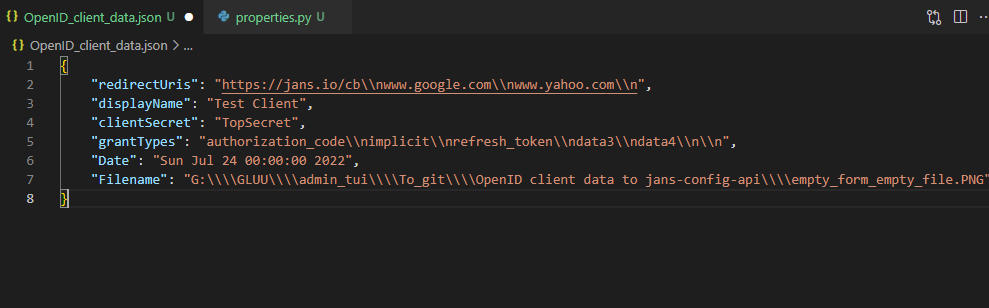 {} OpenID_client_data.json U ● properties.py U
{} OpenID_client_data.json > ...
1 {
2 "redirectUris": "https://jans.io/cb\\nwww.google.com\\nwww.yahoo.com\\n",
3 "displayName": "Test Client",
4 "clientSecret": "TopSecret",
5 "grantTypes": "authorization_code\\nimplicit\\nrefresh_token\\ndata3\\ndata4\\n\\n",
6 "Date": "Sun Jul 24 00:00:00 2022",
7 "Filename": "G:\\\\GLUU\\\\admin_tui\\\\To_git\\\\OpenID client data to jans-config-api\\\\empty_form_empty_file.PNG"
8 }